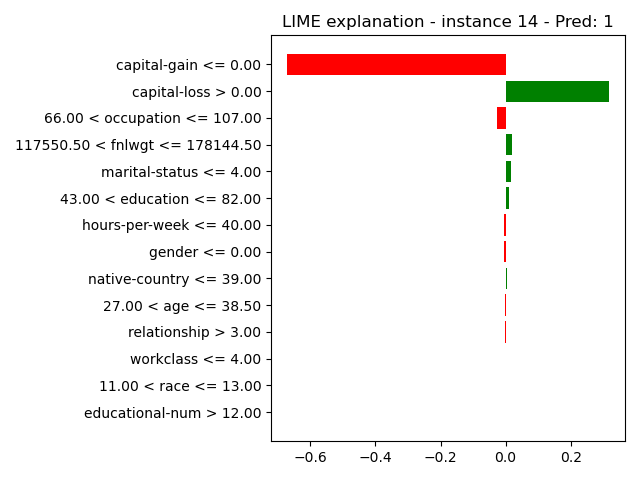 LIME explanation - instance 14 - Pred: 1
capital-gain <= 0.00
capital-loss > 0.00
66.00 < occupation <= 107.00
117550.50 < fnlwgt <= 178144.50
marital-status <= 4.00
43.00 < education <= 82.00
hours-per-week <= 40.00
gender <= 0.00
native-country <= 39.00
27.00 < age <= 38.50
relationship > 3.00
workclass <= 4.00
11.00 < race <= 13.00
educational-num > 12.00
−0.6 −0.4 −0.2 0.0 0.2